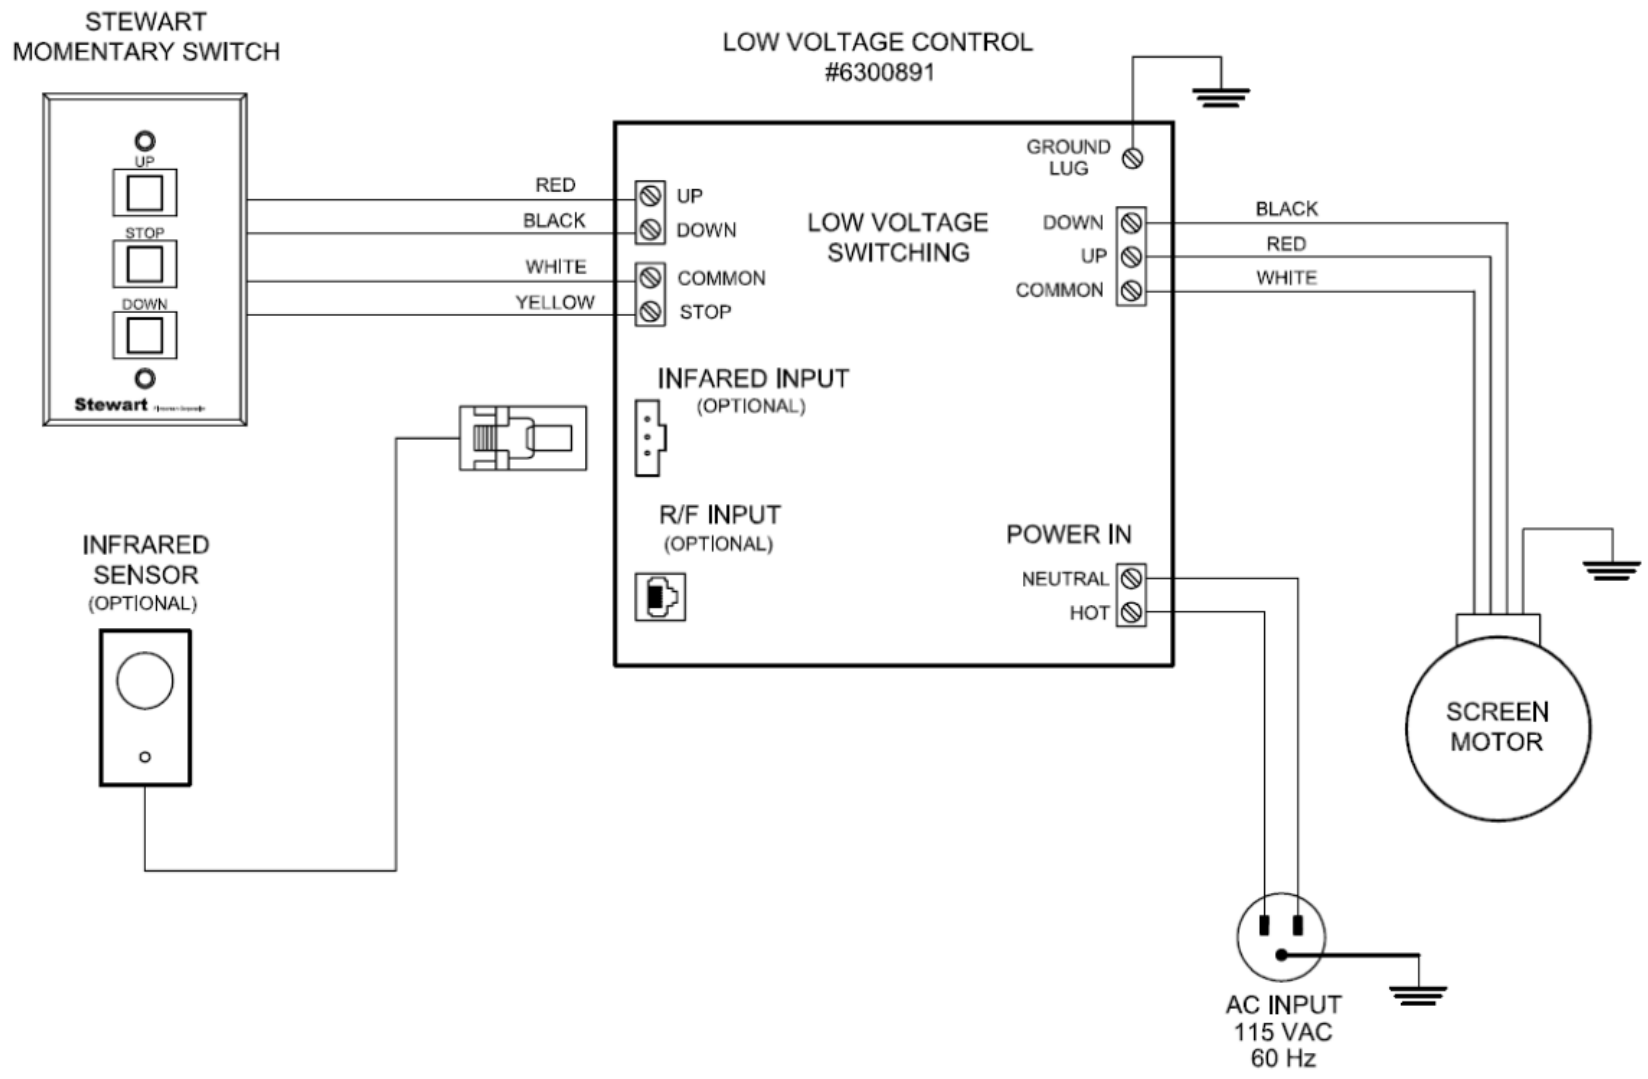 STEWART
MOMENTARY SWITCH
UP
STOP
DOWN
Stewart
RED
BLACK
WHITE
YELLOW
LOW VOLTAGE CONTROL
#6300891
UP
DOWN
COMMON
STOP
LOW VOLTAGE
SWITCHING
GROUND
LUG
DOWN
UP
COMMON
BLACK
RED
WHITE
INFARED INPUT
(OPTIONAL)
R/F INPUT
(OPTIONAL)
POWER IN
NEUTRAL
HOT
INFRARED
SENSOR
(OPTIONAL)
SCREEN
MOTOR
AC INPUT
115 VAC
60 Hz